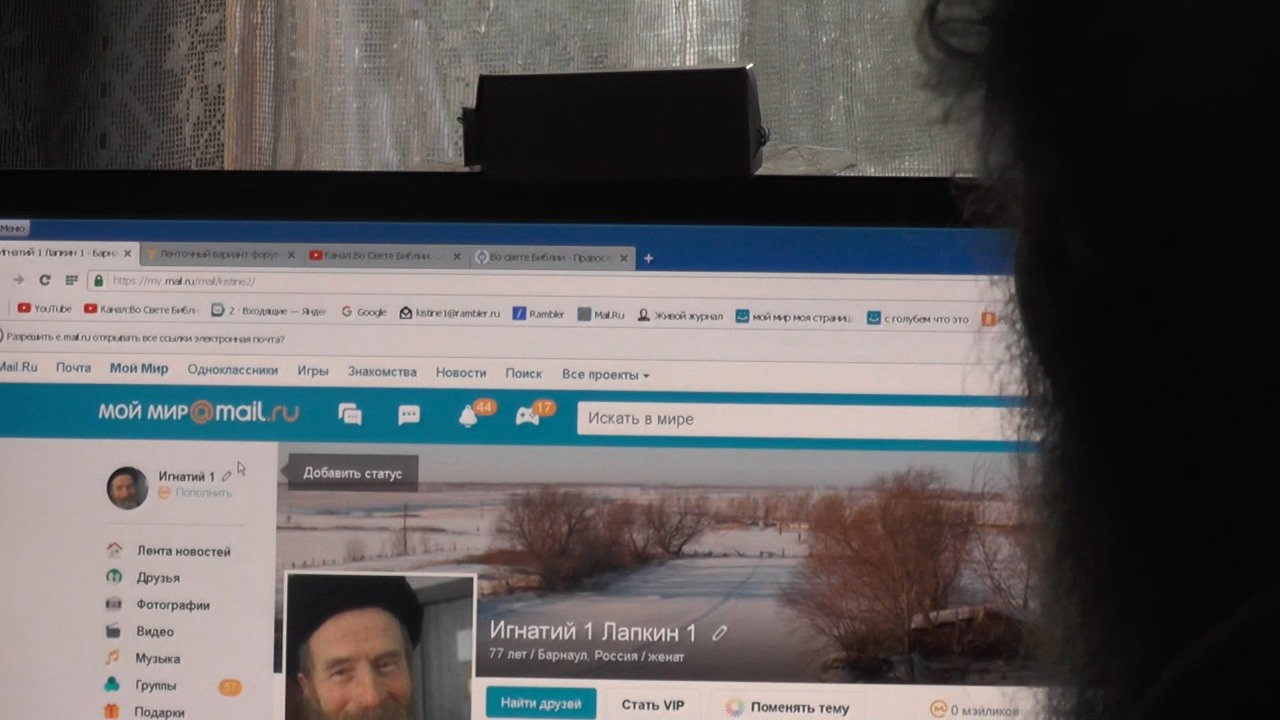 Меню
Игнатий 1 Лапкин 1 - Барн
Ленточный вариант форум
Канал:Во Свете Библии.
Во свете Библии - Правосл
https://my.mail.ru/mail/kistine2/
YouTube
Канал:Во Свете Библи
2 · Входящие — Янде
Google
kistine1@rambler.ru
Rambler
Mail.Ru
Живой журнал
мой мир моя страниц
с голубем что это
Разрешить e.mail.ru открывать все ссылки электронная почта?
Mail.Ru Почта Мой Мир Одноклассники Игры Знакомства Новости Поиск Все проекты
МОЙ МИР@mail.ru
44
17
Искать в мире
Игнатий 1
Пополнить
Добавить статус
Лента новостей
Друзья
Фотографии
Видео
Музыка
Группы 57
Подарки
Игнатий 1 Лапкин 1
77 лет / Барнаул, Россия / женат
Найти друзей
Стать VIP
Поменять тему
0 мэйликов